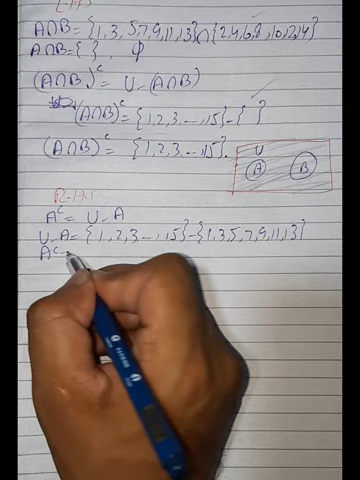 A∩B = {1, 3, 5, 7, 9, 11, 13} ∩ {2, 4, 6, 8, 10, 12, 14}
A∩B = { } , φ
(A∩B)ᶜ = U - (A∩B)
(A∩B)ᶜ = {1, 2, 3, - - -, 15} - { }
(A∩B)ᶜ = {1, 2, 3, - - -, 15}.
U
A B
R.H.S
Aᶜ = U - A
U - A = {1, 2, 3, - - -, 15} - {1, 3, 5, 7, 9, 11, 13}
Aᶜ =